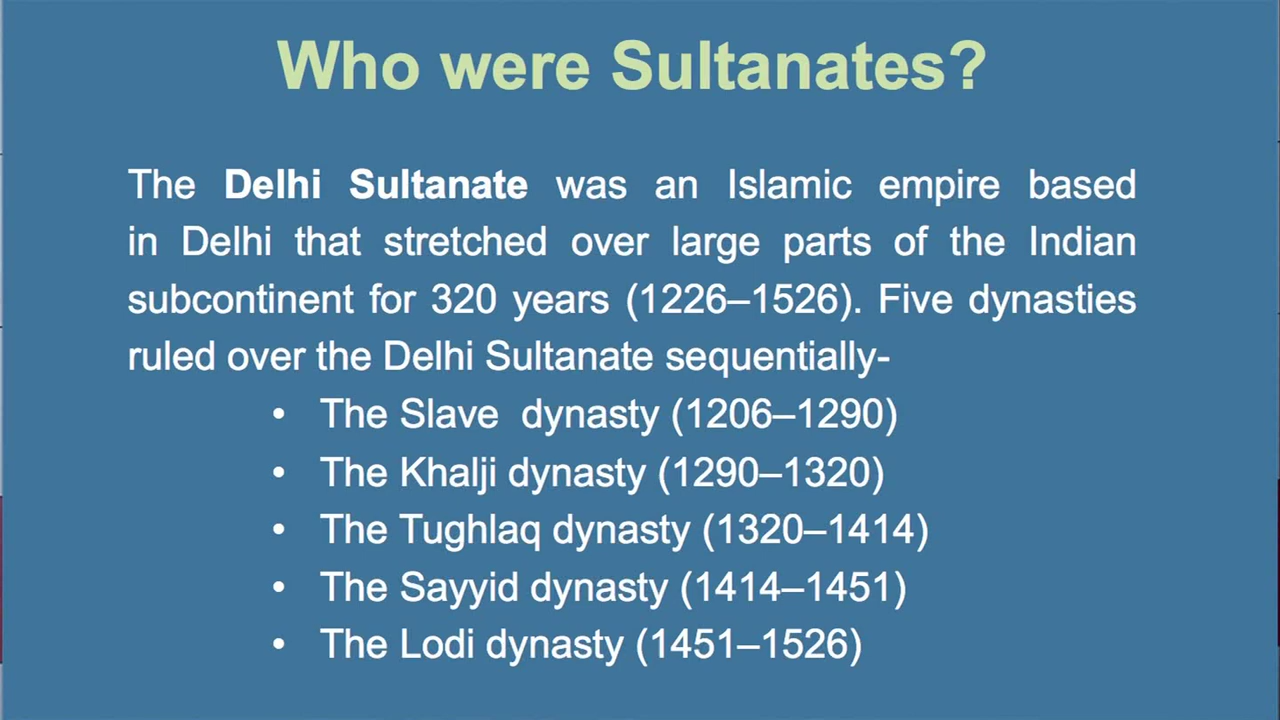 Who were Sultanates?
The Delhi Sultanate was an Islamic empire based
in Delhi that stretched over large parts of the Indian
subcontinent for 320 years (1226–1526). Five dynasties
ruled over the Delhi Sultanate sequentially-
• The Slave dynasty (1206–1290)
• The Khalji dynasty (1290–1320)
• The Tughlaq dynasty (1320–1414)
• The Sayyid dynasty (1414–1451)
• The Lodi dynasty (1451–1526)